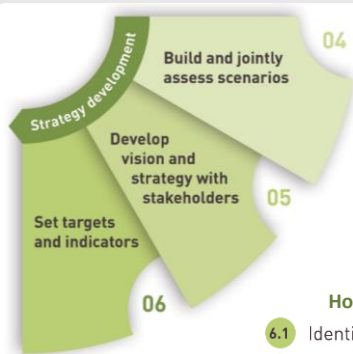 04
Build and jointly
assess scenarios
Strategy development
Develop
vision and
strategy with
stakeholders
05
Set targets
and indicators
06
Ho
6.1 Identi